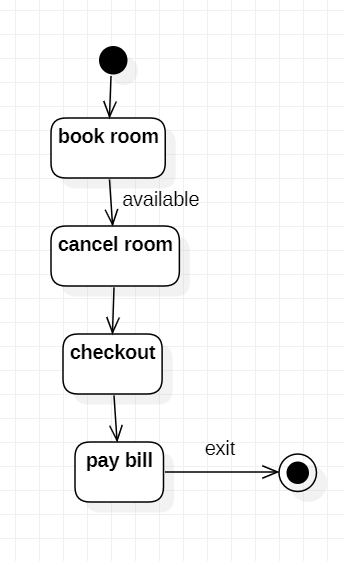 book room
available
cancel room
checkout
exit
pay bill